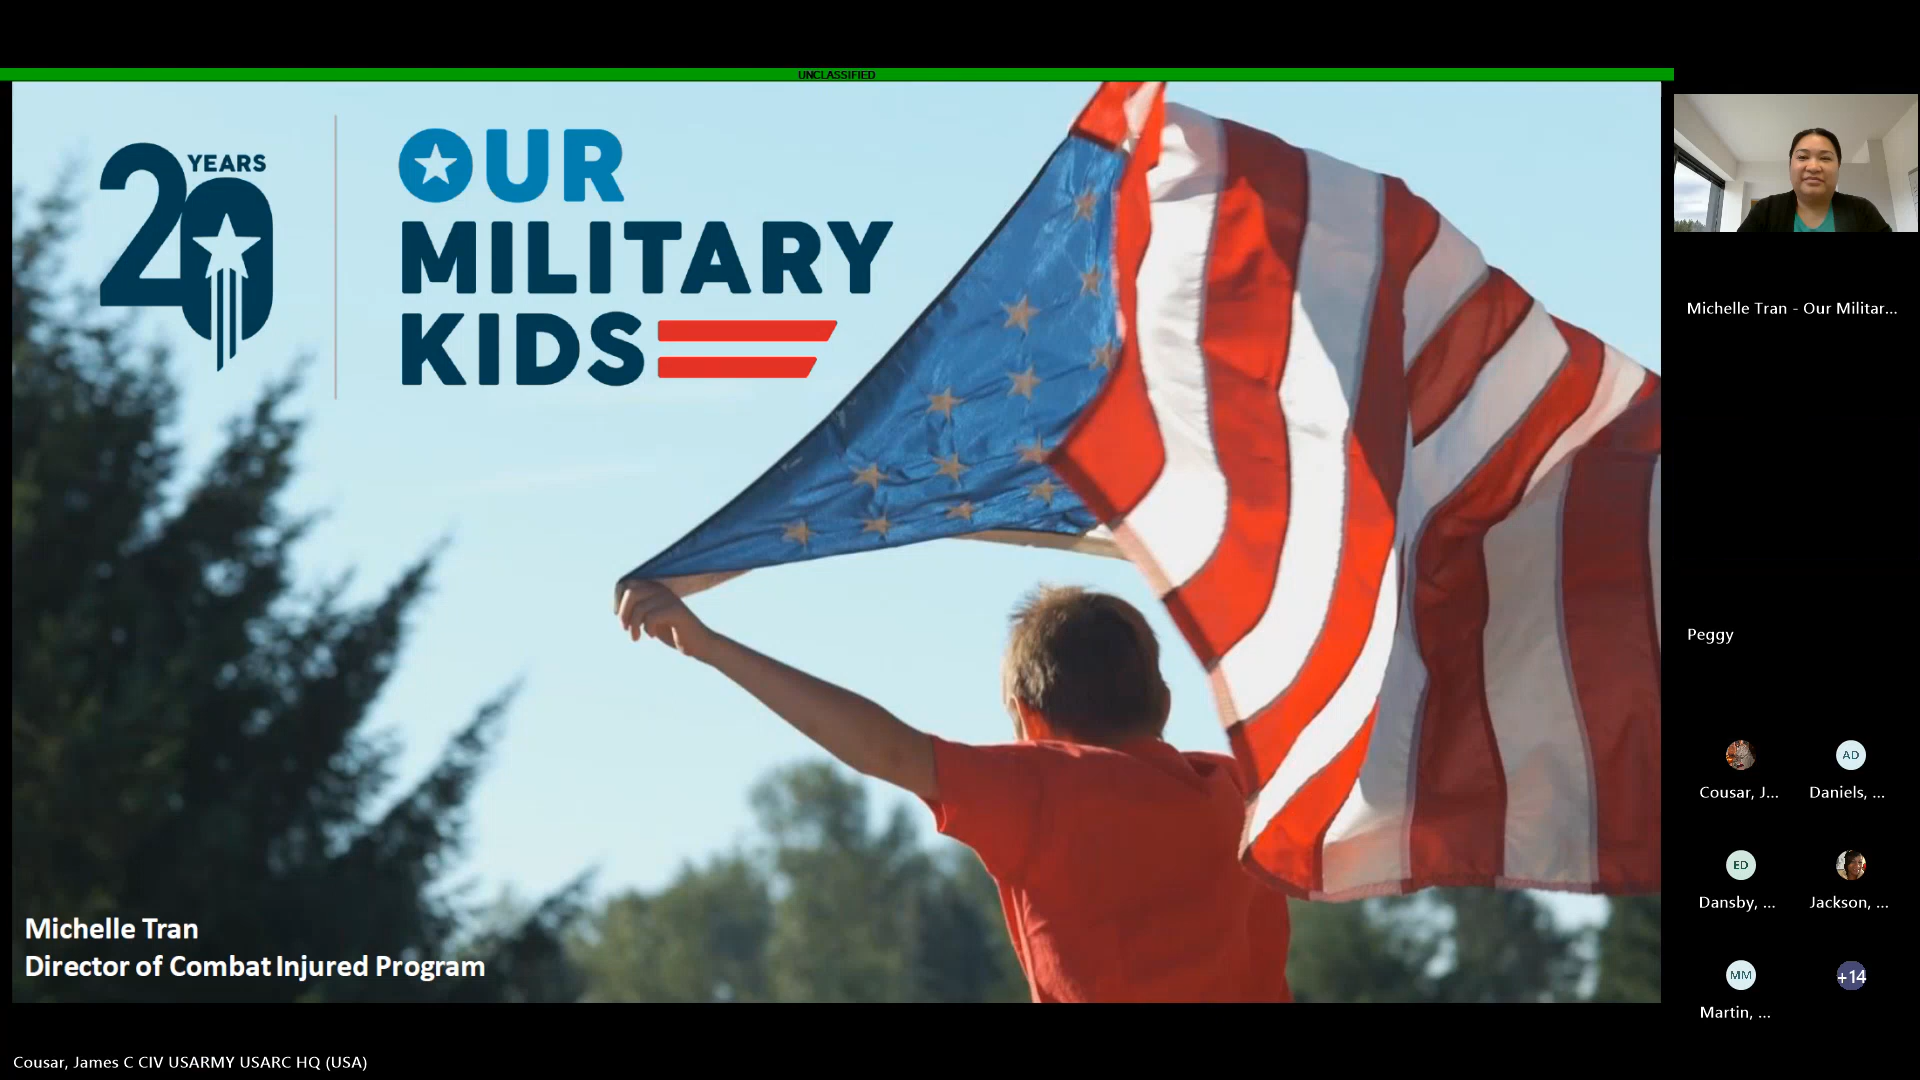 UNCLASSIFIED
20 YEARS
OUR
MILITARY
KIDS
Michelle Tran
Director of Combat Injured Program
Michelle Tran - Our Militar...
Peggy
Cousar, J...
AD
Daniels, ...
ED
Dansby, ...
Jackson, ...
MM
Martin, ...
+14
Cousar, James C CIV USARMY USARC HQ (USA)